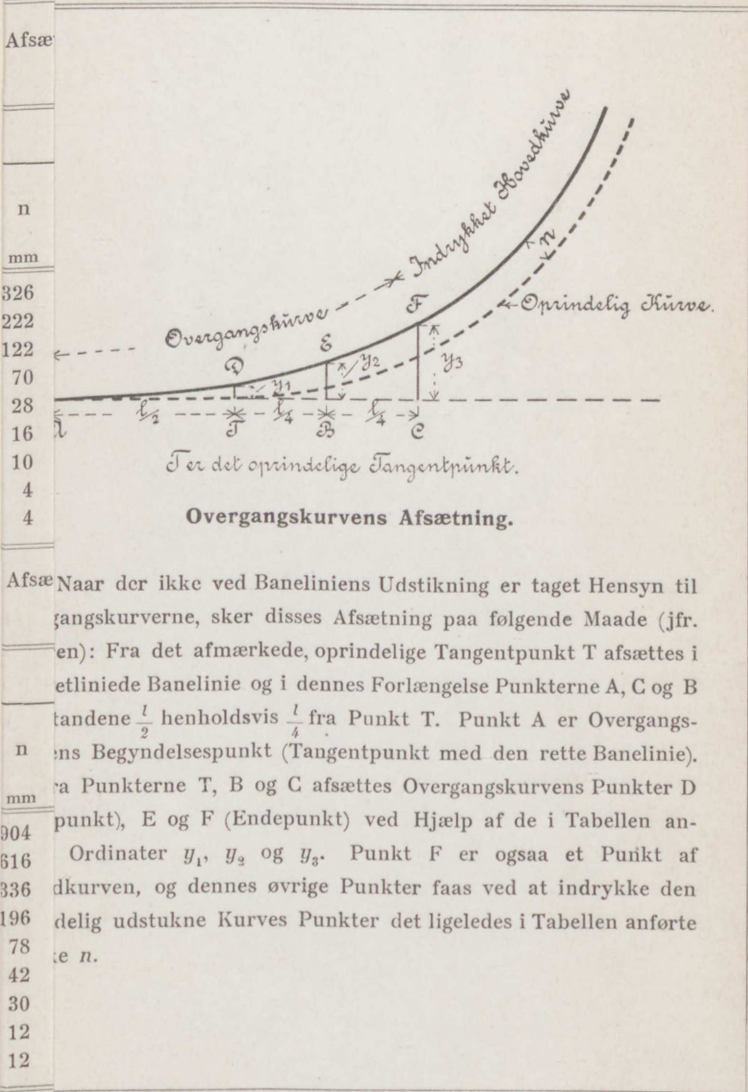 Afsæ
n
mm
326
222
122
70
28
16
10
4
4
Afsæ
n
mm
904
616
336
196
78
42
30
12
12
Indrykket Hovedkurve
Overgangskurve
Oprindelig Kurve.
n
D E F
y1 y2 y3
l/2 l/4 l/4
A T B C
T er det oprindelige Tangentpunkt.
Overgangskurvens Afsætning.
Naar der ikke ved Baneliniens Udstikning er taget Hensyn til
gangskurverne, sker disses Afsætning paa følgende Maade (jfr.
en): Fra det afmærkede, oprindelige Tangentpunkt T afsættes i
etliniede Banelinie og i dennes Forlængelse Punkterne A, C og B
tandene l/2 henholdsvis l/4 fra Punkt T. Punkt A er Overgangs-
ens Begyndelsespunkt (Tangentpunkt med den rette Banelinie).
ra Punkterne T, B og C afsættes Overgangskurvens Punkter D
punkt), E og F (Endepunkt) ved Hjælp af de i Tabellen an-
Ordinater y₁, y₂ og y₃. Punkt F er ogsaa et Punkt af
dkurven, og dennes øvrige Punkter faas ved at indrykke den
delig udstukne Kurves Punkter det ligeledes i Tabellen anførte
e n.